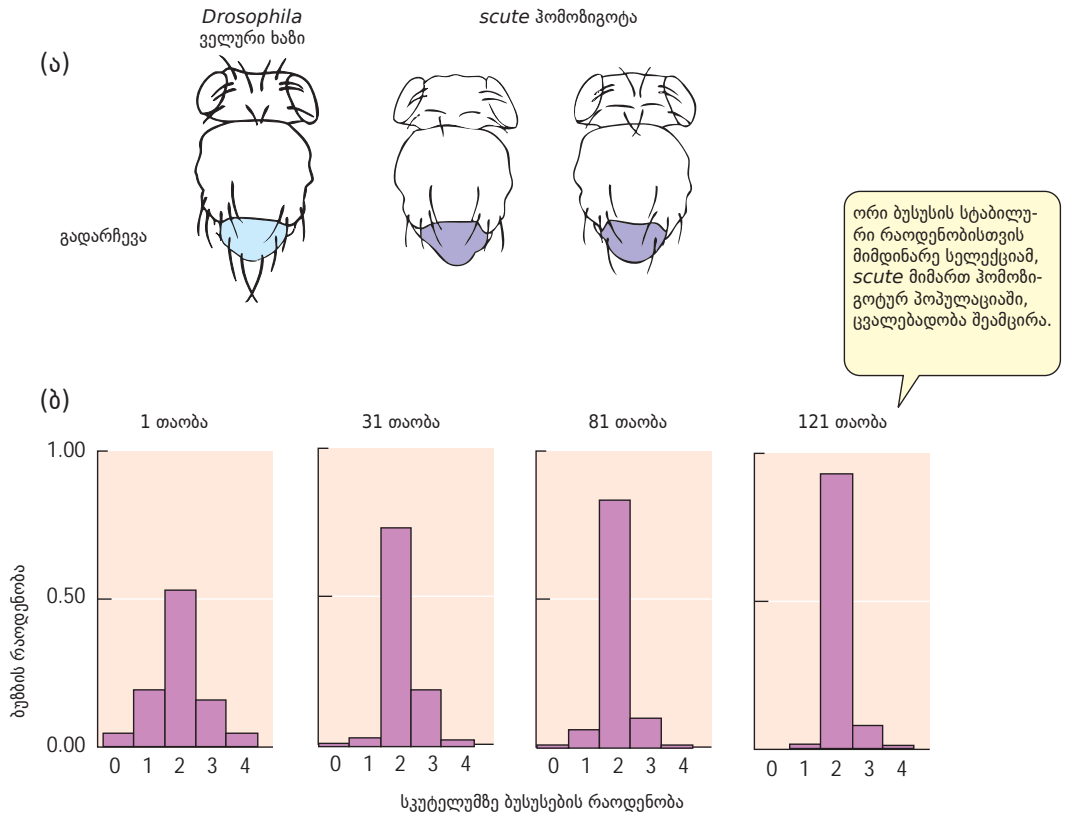 Drosophila
ველური ხაზი
scute ჰომოზიგოტა
(ა)
გადარჩევა
ორი ბუსუსის სტაბილუ-
რი რაოდენობისთვის
მიმდინარე სელექციამ,
scute მიმართ ჰომოზი-
გოტურ პოპულაციაში,
ცვალებადობა შეამცირა.
(ბ)
1 თაობა
31 თაობა
81 თაობა
121 თაობა
1.00
0.50
0.00
ბუზბის რაოდენობა
0 1 2 3 4
0 1 2 3 4
0 1 2 3 4
0 1 2 3 4
სკუტელუმზე ბუსუსების რაოდენობა